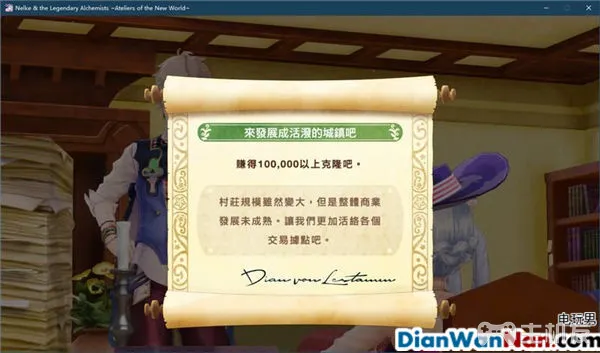 Nelke & the Legendary Alchemists ~Ateliers of the New World~
來發展成活潑的城鎮吧
賺得100,000以上克隆吧。
村莊規模雖然變大，但是整體商業
發展未成熟。讓我們更加活絡各個
交易據點吧。
Dian von Lestamm
电玩男
DianWanNan.com